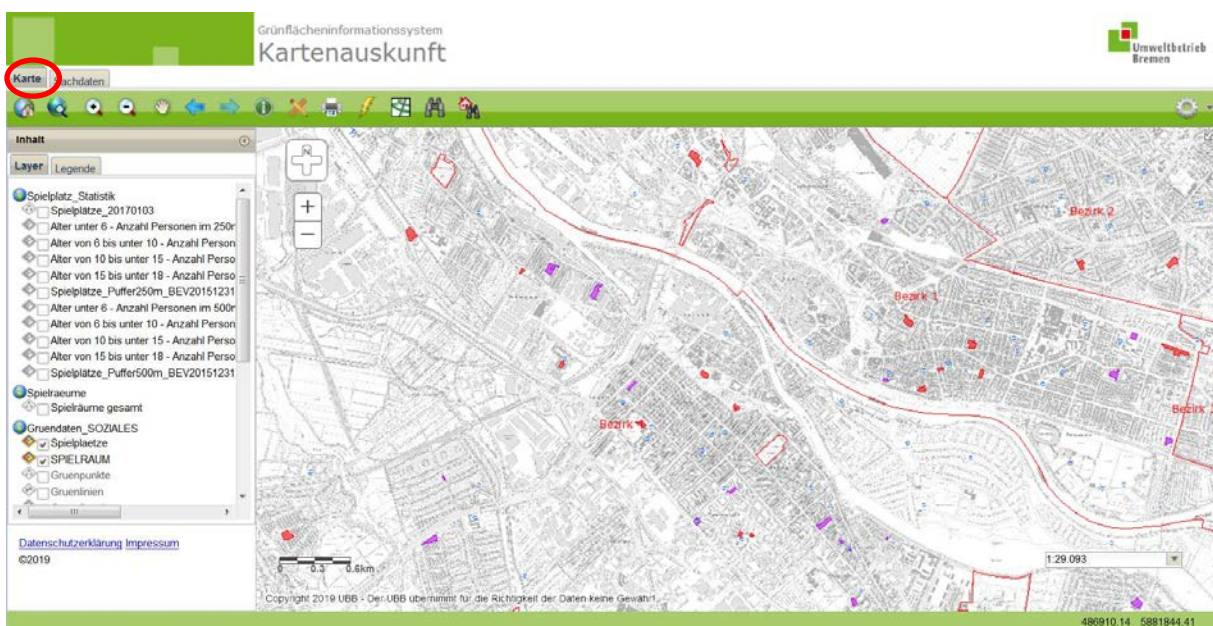 Grünflächeninformationssystem
Kartenauskunft
Umweltbetrieb
Bremen
Karte
Sachdaten
Inhalt
Layer Legende
Spielplatz_Statistik
Spielplätze_20170103
Alter unter 6 - Anzahl Personen im 250r
Alter von 6 bis unter 10 - Anzahl Person
Alter von 10 bis unter 15 - Anzahl Perso
Alter von 15 bis unter 18 - Anzahl Perso
Spielplätze_Puffer250m_BEV20151231
Alter unter 6 - Anzahl Personen im 500r
Alter von 6 bis unter 10 - Anzahl Person
Alter von 10 bis unter 15 - Anzahl Perso
Alter von 15 bis unter 18 - Anzahl Perso
Spielplätze_Puffer500m_BEV20151231
Spielraeume
Spielräume gesamt
Gruendaten_SOZIALES
Spielplaetze
SPIELRAUM
Gruenpunkte
Gruenlinien
Datenschutzerklärung Impressum
©2019
N
+
−
Bezirk 2
Bezirk 1
Bezirk
Bezirk
0 0.3 0.6km
1:29.093
Copyright 2019 UBB - Der UBB übernimmt für die Richtigkeit der Daten keine Gewähr!
486910.14 5881844.41